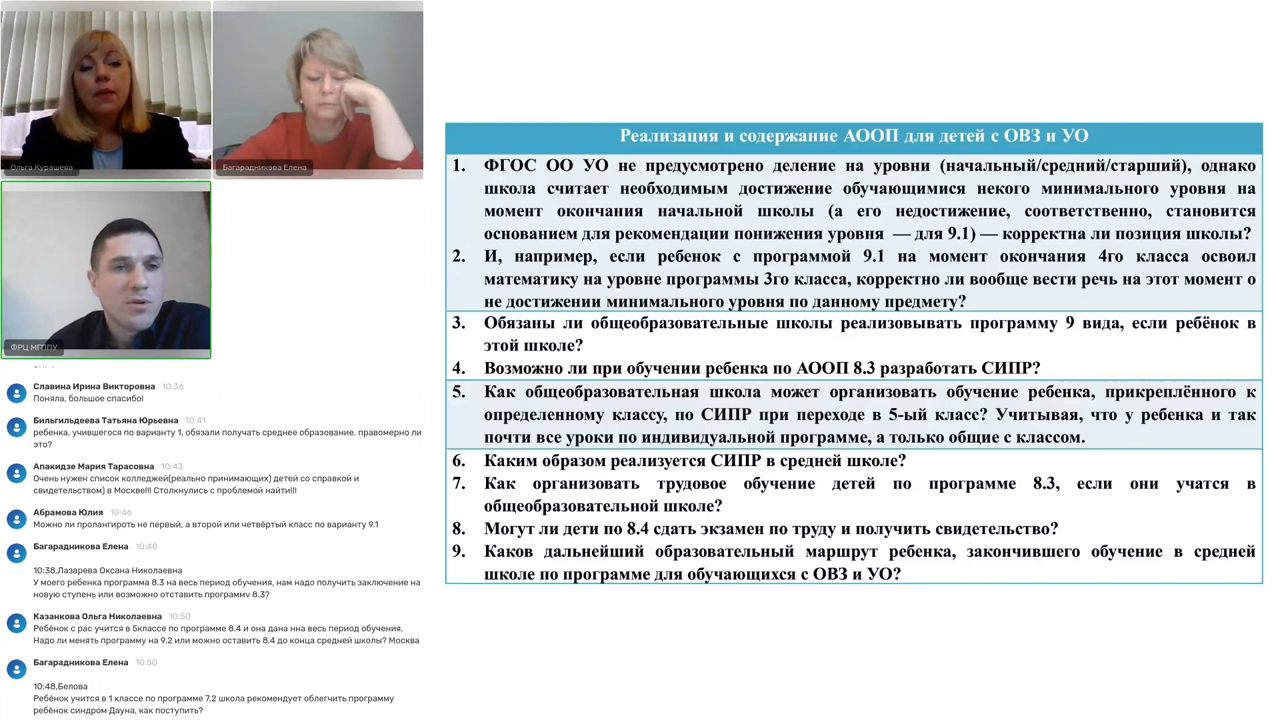 Ольга Курашева
Багарадникова Елена
ФРЦ МГППУ
Славина Ирина Викторовна 10:36
Поняла, большое спасибо!
Бильгильдеева Татьяна Юрьевна 10:41
ребенка, учившегося по варианту 1, обязали получать среднее образование. правомерно ли
это?
Апакидзе Мария Тарасовна 10:43
Очень нужен список колледжей(реально принимающих) детей со справкой и
свидетельством) в Москве!!! Столкнулись с проблемой найти!!!
Абрамова Юлия 10:46
Можно ли пролангироть не первый, а второй или четвёртый класс по варианту 9.1
Багарадникова Елена 10:48
10:38,Лазарева Оксана Николаевна
У моего ребенка программа 8.3 на весь период обучения, нам надо получить заключение на
новую ступень или возможно отставить программу 8.3?
Казанкова Ольга Николаевна 10:50
Ребёнок с рас учится в 5классе по программе 8.4 и она дана нна весь период обучения.
Надо ли менять программу на 9.2 или можно оставить 8.4 до конца средней школы? Москва
Багарадникова Елена 10:50
10:48,Белова
Ребёнок учится в 1 классе по программе 7.2 школа рекомендует облегчить программу
ребёнок синдром Дауна, как поступить?
Реализация и содержание АООП для детей с ОВЗ и УО
1. ФГОС ОО УО не предусмотрено деление на уровни (начальный/средний/старший), однако
школа считает необходимым достижение обучающимися некого минимального уровня на
момент окончания начальной школы (а его недостижение, соответственно, становится
основанием для рекомендации понижения уровня — для 9.1) — корректна ли позиция школы?
2. И, например, если ребенок с программой 9.1 на момент окончания 4го класса освоил
математику на уровне программы 3го класса, корректно ли вообще вести речь на этот момент о
не достижении минимального уровня по данному предмету?
3. Обязаны ли общеобразовательные школы реализовывать программу 9 вида, если ребёнок в
этой школе?
4. Возможно ли при обучении ребенка по АООП 8.3 разработать СИПР?
5. Как общеобразовательная школа может организовать обучение ребенка, прикреплённого к
определенному классу, по СИПР при переходе в 5-ый класс? Учитывая, что у ребенка и так
почти все уроки по индивидуальной программе, а только общие с классом.
6. Каким образом реализуется СИПР в средней школе?
7. Как организовать трудовое обучение детей по программе 8.3, если они учатся в
общеобразовательной школе?
8. Могут ли дети по 8.4 сдать экзамен по труду и получить свидетельство?
9. Каков дальнейший образовательный маршрут ребенка, закончившего обучение в средней
школе по программе для обучающихся с ОВЗ и УО?